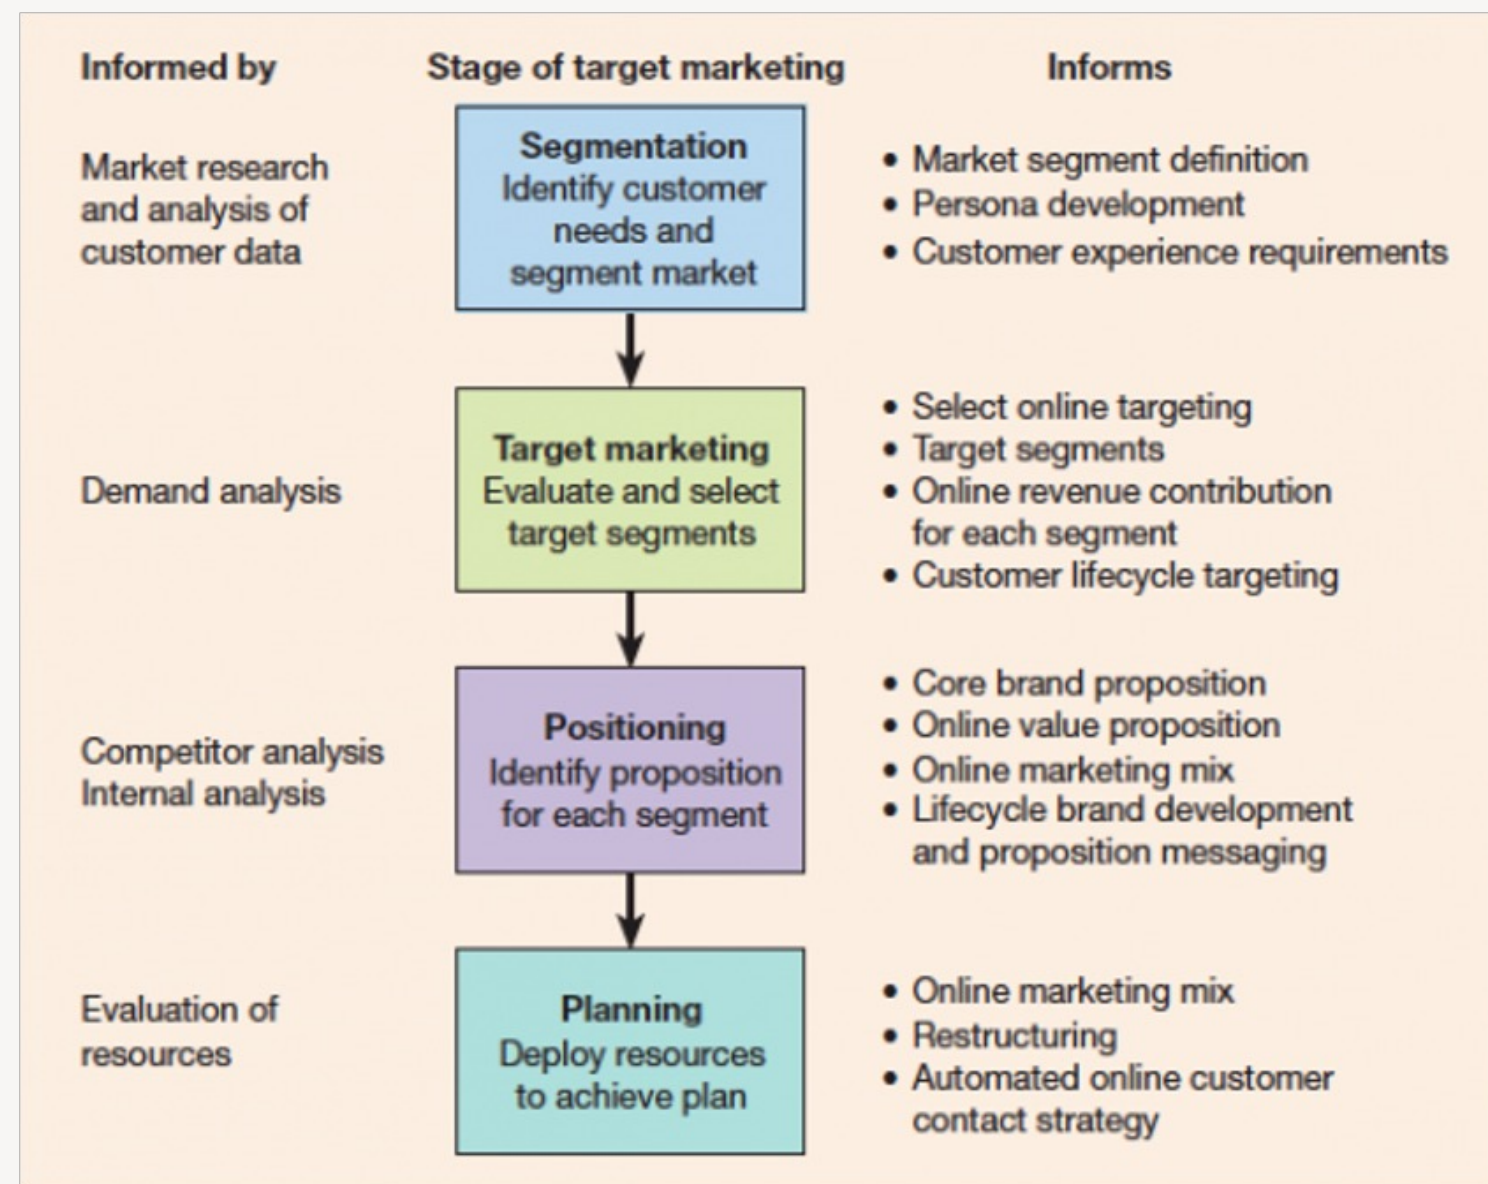 Informed by
Stage of target marketing
Informs
Market research
and analysis of
customer data
Segmentation
Identify customer
needs and
segment market
• Market segment definition
• Persona development
• Customer experience requirements
Demand analysis
Target marketing
Evaluate and select
target segments
• Select online targeting
• Target segments
• Online revenue contribution
for each segment
• Customer lifecycle targeting
Competitor analysis
Internal analysis
Positioning
Identify proposition
for each segment
• Core brand proposition
• Online value proposition
• Online marketing mix
• Lifecycle brand development
and proposition messaging
Evaluation of
resources
Planning
Deploy resources
to achieve plan
• Online marketing mix
• Restructuring
• Automated online customer
contact strategy